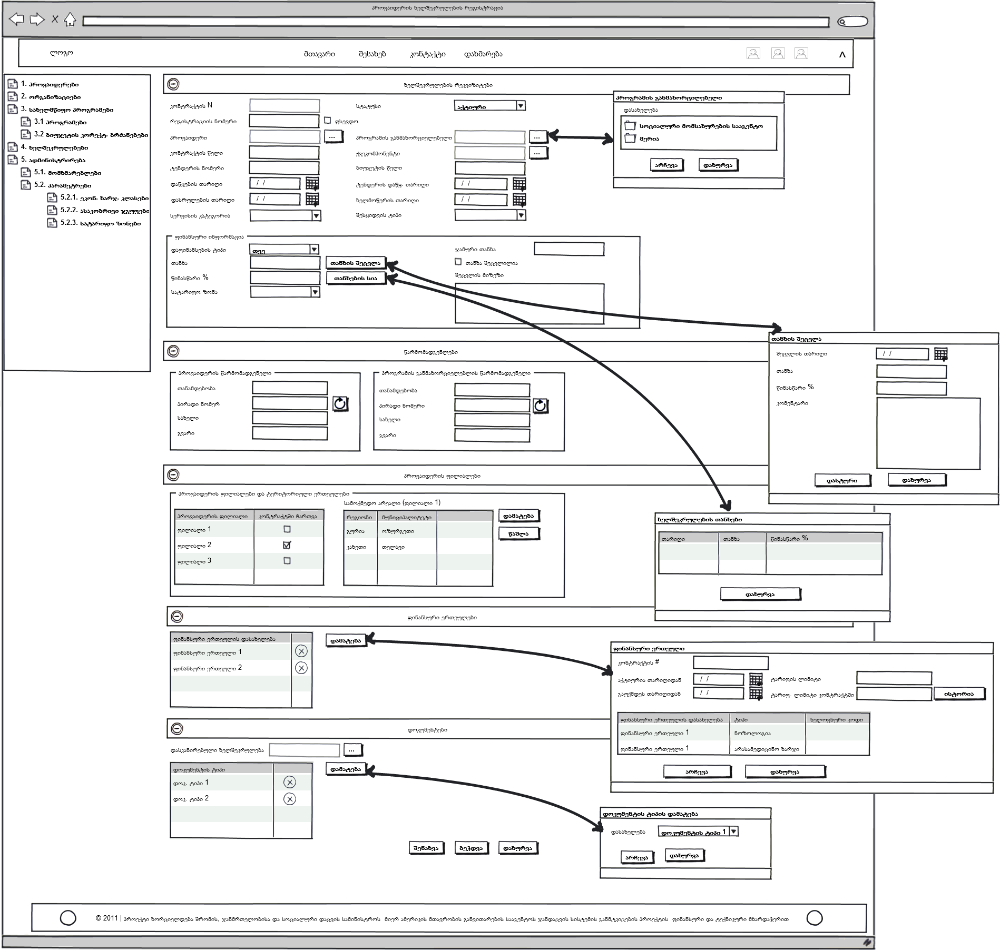 პროვაიდერის ხელშეკრულების რეგისტრაცია
ლოგო
მთავარი
შესახებ
კონტაქტი
დახმარება
^
1. პროვაიდერები
2. ორგანიზაციები
3. სახელმწიფო პროგრამები
3.1 პროგრამები
3.2 ბიუჯეტის კორექტ. ბრძანებები
4. ხელშეკრულებები
5. ადმინისტრირება
5.1. მომხმარებლები
5.2. პარამეტრები
5.2.1. ეკონ. ხარჯ. კლასები
5.2.2. ასაკობრივი ჯგუფები
5.2.3. სატარიფო ზონები
ხელშეკრულების რეკვიზიტები
კონტრაქტის N
სტატუსი
აქტიური
რეგისტრაციის ნომერი
ფსევდო
პროვაიდერი
...
პროგრამის განმახორციელებელი
...
კონტრაქტის წელი
ქვეკომპონენტი
...
ტენდერის ნომერი
ბიუჯეტის წელი
დაწყების თარიღი
/ /
ტენდერის დაწყ. თარიღი
/ /
დასრულების თარიღი
/ /
ხელმოწერის თარიღი
/ /
სერვისის კატეგორია
შესყიდვის ტიპი
პროგრამის განმახორცილებელი
დასახელება
სოციალური მომსახურების სააგენტო
მერია
არჩევა
დახურვა
ფინანსური ინფორმაცია
დაფინანსების ტიპი
თვე
ჯამური თანხა
თანხა
თანხის შეცვლა
თანხა შეცვლილია
წინასწარი %
თანხების სია
შეცვლის მიზეზი
სატარიფო ზონა
თანხის შეცვლა
შეცვლის თარიღი
/ /
თანხა
წინასწარი %
კომენტარი
დასტური
დახურვა
წარმომადგენლები
პროვაიდერის წარმომადგენელი
თანამდებობა
პირადი ნომერ
სახელი
გვარი
პროგრამის განმახორციელებლის წარმომადგენელი
თანამდებობა
პირადი ნომერი
სახელი
გვარი
პროვაიდერის ფილიალები
პროვაიდერის ფილიალები და ტერიტორიული ერთეულები
პროვაიდერის ფილიალი
კონტრაქტში ჩართვა
ფილიალი 1
ფილიალი 2
ფილიალი 3
სამოქმედო არეალი (ფილიალი 1)
რეგიონი
მუნიციპალიტეტი
გურია
ოზურგეთი
კახეთი
თელავი
დამატება
წაშლა
ხელშეკრულების თანხები
თარიღი
თანხა
წინასწარი %
დახურვა
ფინანსური ერთეულები
ფინანსური ერთეულის დასახელება
ფინანსური ერთეული 1
ფინანსური ერთეული 2
დამატება
ფინანსური ერთეული
კონტრაქტის #
აქტიურია თარიღიდან
/ /
ტარიფის ლიმიტი
გაუქმდეს თარიღიდან
/ /
ტარიფ. ლიმიტი კონტრაქტში
ისტორია
ფინანსური ერთეულის დასახელება
ტიპი
ხელოვნური კოდი
ფინანსური ერთეული 1
ნოზოლოგია
ფინანსური ერთეული 1
არასამედიცინო ხარჯი
არჩევა
დახურვა
დოკუმენტები
დასკანირებული ხელშეკრულება
...
დოკუმენტის ტიპი
დოკ. ტიპი 1
დოკ. ტიპი 2
დამატება
დოკუმენტის ტიპის დამატება
დასახელება
დოკუმენტის ტიპი 1
არჩევა
დახურვა
შენახვა
ბეჭდვა
დახურვა
© 2011 | პროექტი ხორციელდება შრომის, ჯანმრთელობისა და სოციალური დაცვის სამინისტროს მიერ ამერიკის მთავრობის განვითარების სააგენტოს ჯანდაცვის სისტემის განმტკიცების პროექტის ფინანსური და ტექნიკური მხარდაჭერით